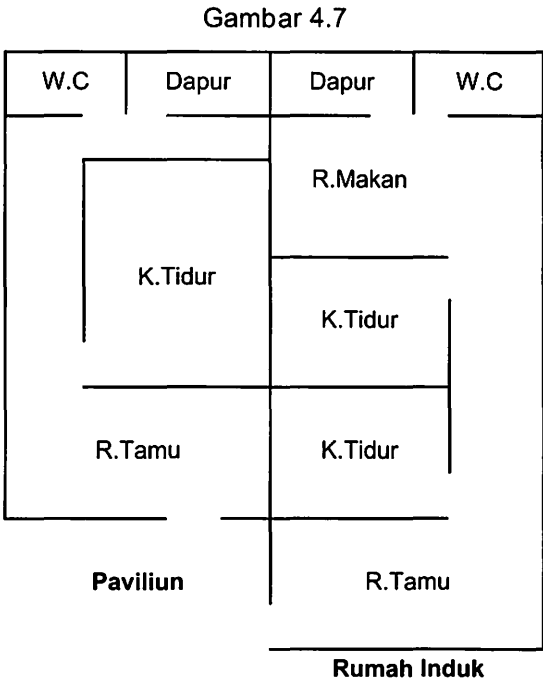 Gambar 4.7
W.C Dapur Dapur W.C
R.Makan
K.Tidur
K.Tidur
R.Tamu K.Tidur
Paviliun R.Tamu
Rumah Induk